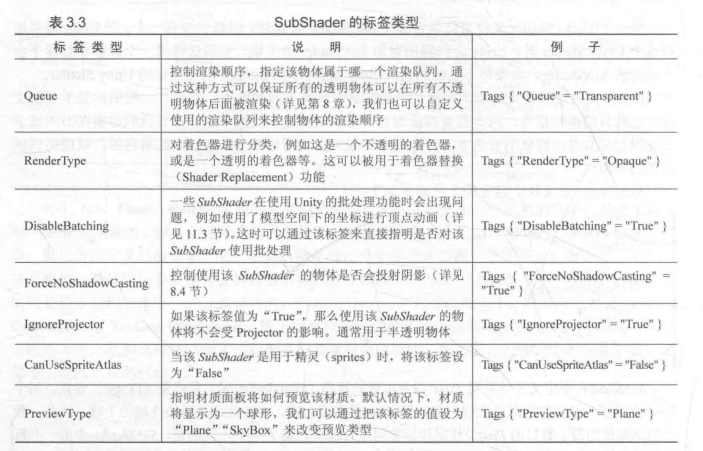 表 3.3 SubShader 的标签类型
标 签 类 型 说 明 例 子
Queue
控制渲染顺序，指定该物体属于哪一个渲染队列，通
过这种方式可以保证所有的透明物体可以在所有不透
明物体后面被渲染（详见第 8 章），我们也可以自定义
使用的渲染队列来控制物体的渲染顺序
Tags { "Queue" = "Transparent" }
RenderType
对着色器进行分类，例如这是一个不透明的着色器，
或是一个透明的着色器等。这可以被用于着色器替换
（Shader Replacement）功能
Tags { "RenderType" = "Opaque" }
DisableBatching
一些 SubShader 在使用 Unity 的批处理功能时会出现问
题，例如使用了模型空间下的坐标进行顶点动画（详
见 11.3 节）。这时可以通过该标签来直接指明是否对该
SubShader 使用批处理
Tags { "DisableBatching" = "True" }
ForceNoShadowCasting
控制使用该 SubShader 的物体是否会投射阴影（详见
8.4 节）
Tags { "ForceNoShadowCasting" =
"True" }
IgnoreProjector
如果该标签值为“True”，那么使用该 SubShader 的物
体将不会受 Projector 的影响。通常用于半透明物体
Tags { "IgnoreProjector" = "True" }
CanUseSpriteAtlas
当该 SubShader 是用于精灵（sprites）时，将该标签设
为“False”
Tags { "CanUseSpriteAtlas" = "False" }
PreviewType
指明材质面板将如何预览该材质。默认情况下，材质
将显示为一个球形，我们可以通过把该标签的值设为
“Plane”“SkyBox”来改变预览类型
Tags { "PreviewType" = "Plane" }